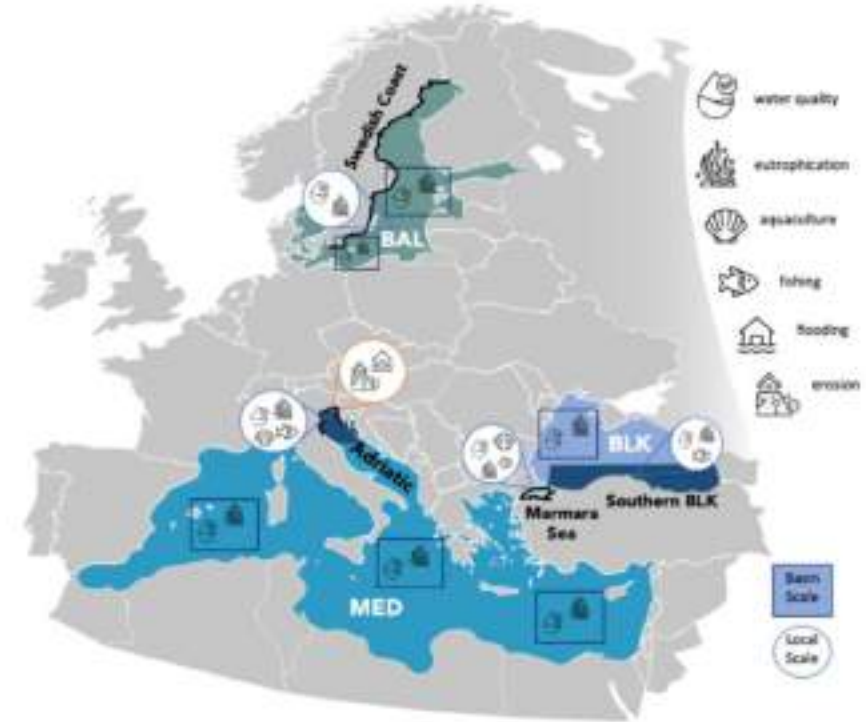 Swedish Coast
water quality
eutrophication
aquaculture
fishing
flooding
erosion
BAL
Adriatic
BLK
Marmara
Sea
Southern BLK
MED
Basin
Scale
Local
Scale